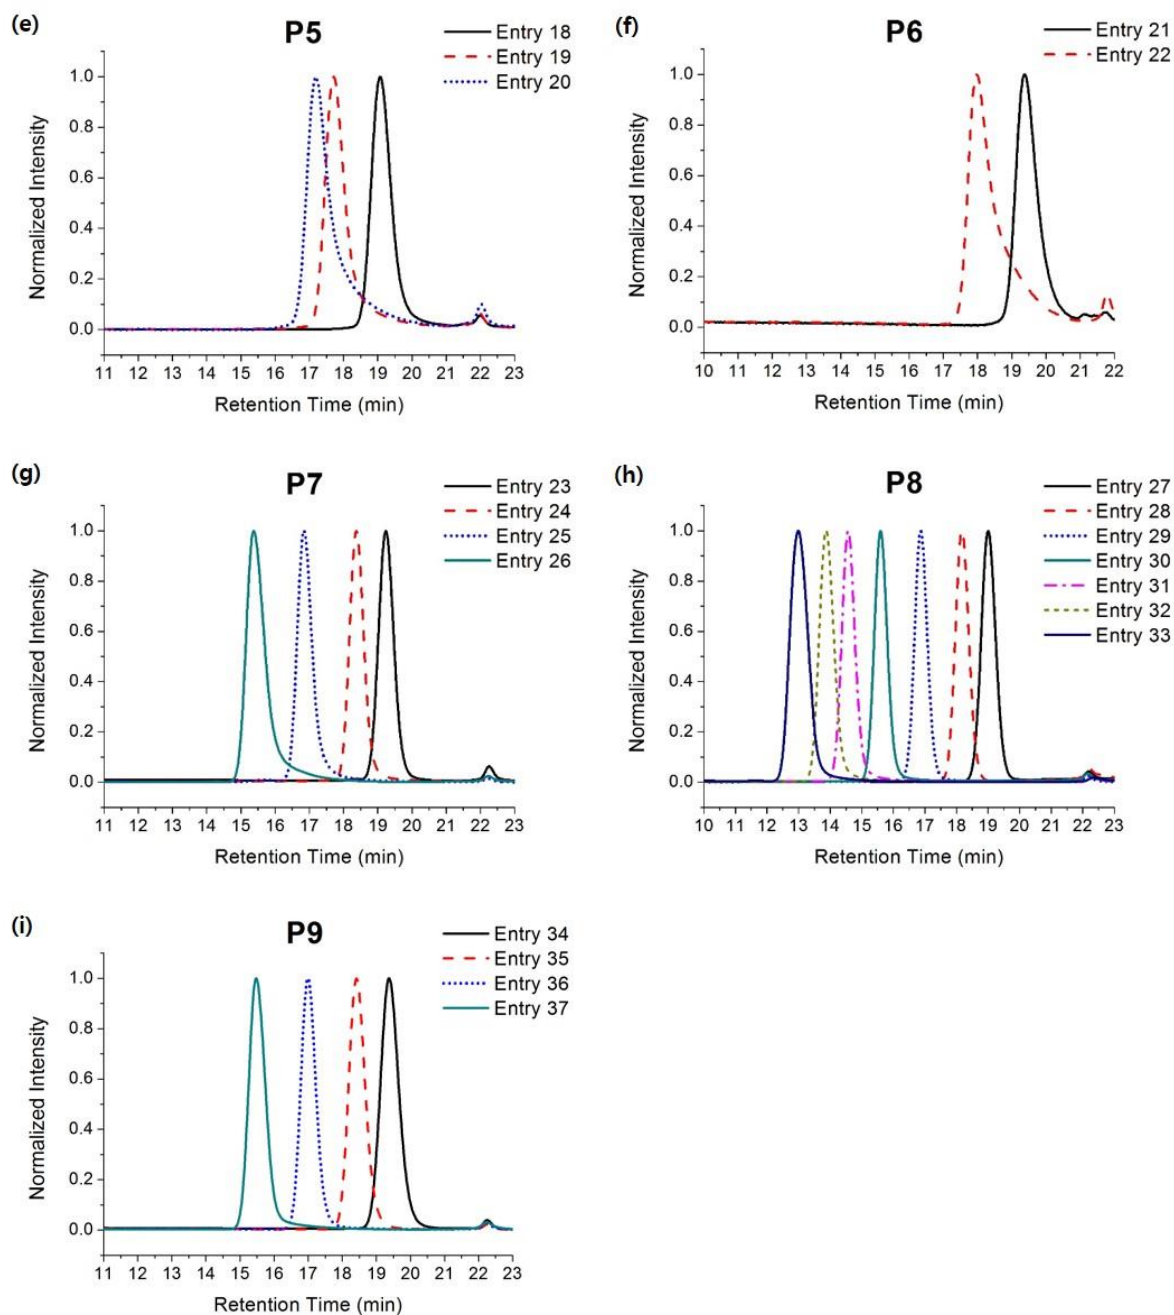 (e)
P5
Entry 18
Entry 19
Entry 20
1.0
0.8
0.6
0.4
0.2
0.0
Normalized Intensity
11 12 13 14 15 16 17 18 19 20 21 22 23
Retention Time (min)
(f)
P6
Entry 21
Entry 22
1.0
0.8
0.6
0.4
0.2
0.0
Normalized Intensity
10 11 12 13 14 15 16 17 18 19 20 21 22
Retention Time (min)
(g)
P7
Entry 23
Entry 24
Entry 25
Entry 26
1.0
0.8
0.6
0.4
0.2
0.0
Normalized Intensity
11 12 13 14 15 16 17 18 19 20 21 22 23
Retention Time (min)
(h)
P8
Entry 27
Entry 28
Entry 29
Entry 30
Entry 31
Entry 32
Entry 33
1.0
0.8
0.6
0.4
0.2
0.0
Normalized Intensity
10 11 12 13 14 15 16 17 18 19 20 21 22 23
Retention Time (min)
(i)
P9
Entry 34
Entry 35
Entry 36
Entry 37
1.0
0.8
0.6
0.4
0.2
0.0
Normalized Intensity
11 12 13 14 15 16 17 18 19 20 21 22 23
Retention Time (min)